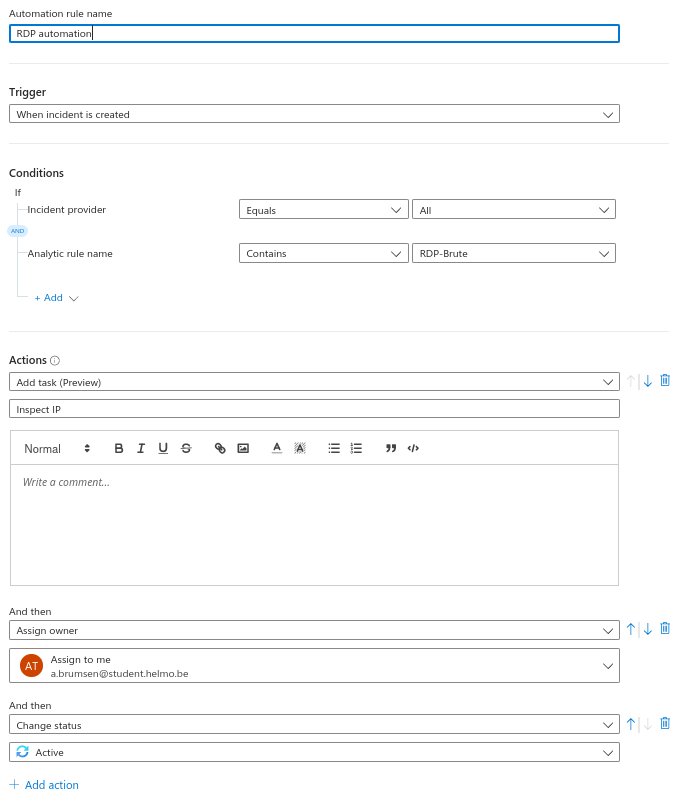 Automation rule name
RDP automation
Trigger
When incident is created
Conditions
If
Incident provider Equals All
AND
Analytic rule name Contains RDP-Brute
+ Add
Actions
Add task (Preview)
Inspect IP
Normal B I U S A A
Write a comment...
And then
Assign owner
AT Assign to me
a.brumsen@student.helmo.be
And then
Change status
Active
+ Add action